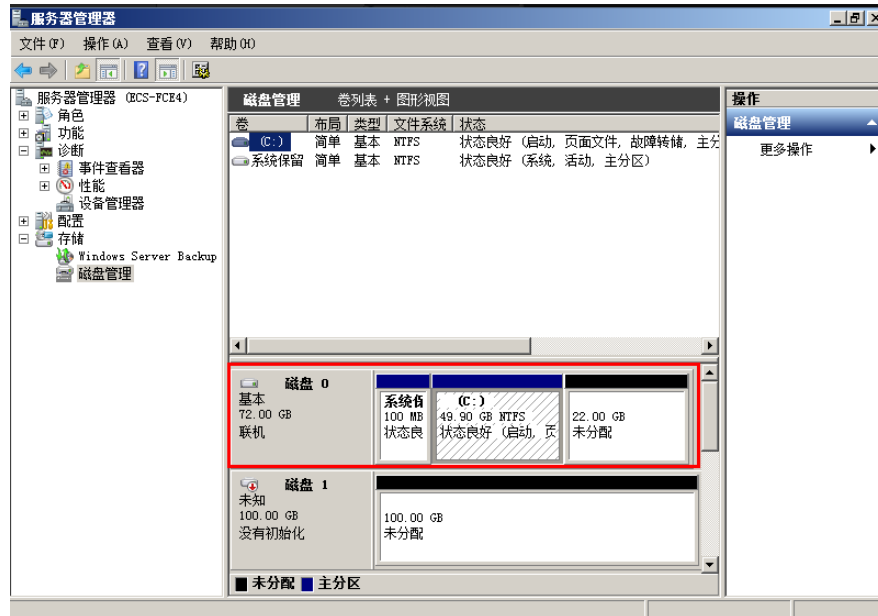 服务器管理器
文件(F) 操作(A) 查看(V) 帮助(H)
服务器管理器 (ECS-FCE4)
角色
功能
诊断
事件查看器
性能
设备管理器
配置
存储
Windows Server Backup
磁盘管理
磁盘管理 卷列表 + 图形视图
卷 布局 类型 文件系统 状态
(C:) 简单 基本 NTFS 状态良好 (启动, 页面文件, 故障转储, 主分
系统保留 简单 基本 NTFS 状态良好 (系统, 活动, 主分区)
磁盘 0
基本
72.00 GB
联机
系统保
100 MB
状态良
(C:)
49.90 GB NTFS
状态良好 (启动, 页
22.00 GB
未分配
磁盘 1
未知
100.00 GB
没有初始化
100.00 GB
未分配
未分配 主分区
操作
磁盘管理
更多操作